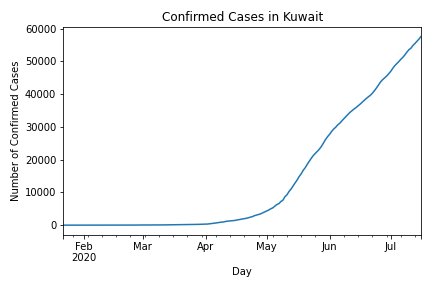 Confirmed Cases in Kuwait
Number of Confirmed Cases
60000
50000
40000
30000
20000
10000
0
Feb
2020
Mar
Apr
May
Jun
Jul
Day